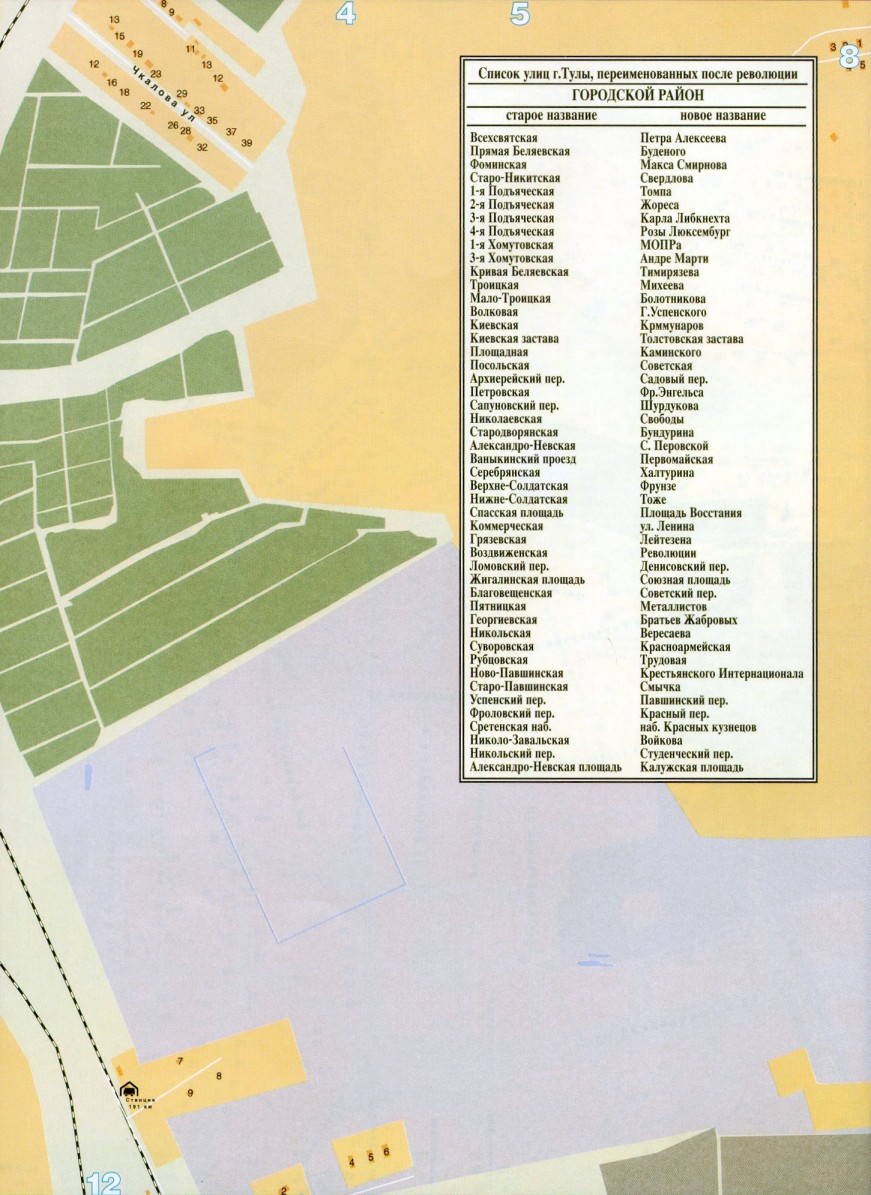 4
5
8
9
8
3
1
5
13
15
11
19
13
12
23
12
16
18
29
22
33
35
26
28
37
39
32
Чкалова ул
Список улиц г.Тулы, переименованных после революции
ГОРОДСКОЙ РАЙОН
старое название новое название
Всехсвятская Петра Алексеева
Прямая Беляевская Буденого
Фоминская Макса Смирнова
Старо-Никитская Свердлова
1-я Подъяческая Томпа
2-я Подъяческая Жореса
3-я Подъяческая Карла Либкнехта
4-я Подъяческая Розы Люксембург
1-я Хомутовская МОПРа
3-я Хомутовская Андре Марти
Кривая Беляевская Тимирязева
Троицкая Михеева
Мало-Троицкая Болотникова
Волковая Г.Успенского
Киевская Крммунаров
Киевская застава Толстовская застава
Площадная Каминского
Посольская Советская
Архиерейский пер. Садовый пер.
Петровская Фр.Энгельса
Сапуновский пер. Шурдукова
Николаевская Свободы
Стародворянская Бундурина
Александро-Невская С. Перовской
Ваныкинский проезд Первомайская
Серебрянская Халтурина
Верхне-Солдатская Фрунзе
Нижне-Солдатская Тоже
Спасская площадь Площадь Восстания
Коммерческая ул. Ленина
Грязевская Лейтезена
Воздвиженская Революции
Ломовский пер. Денисовский пер.
Жигалинская площадь Союзная площадь
Благовещенская Советский пер.
Пятницкая Металлистов
Георгиевская Братьев Жабровых
Никольская Вересаева
Суворовская Красноармейская
Рубцовская Трудовая
Ново-Павшинская Крестьянского Интернационала
Старо-Павшинская Смычка
Успенский пер. Павшинский пер.
Фроловский пер. Красный пер.
Сретенская наб. наб. Красных кузнецов
Николо-Завальская Войкова
Никольский пер. Студенческий пер.
Александро-Невская площадь Калужская площадь
7
8
9
Станция
191 км
4 5 6
2
12